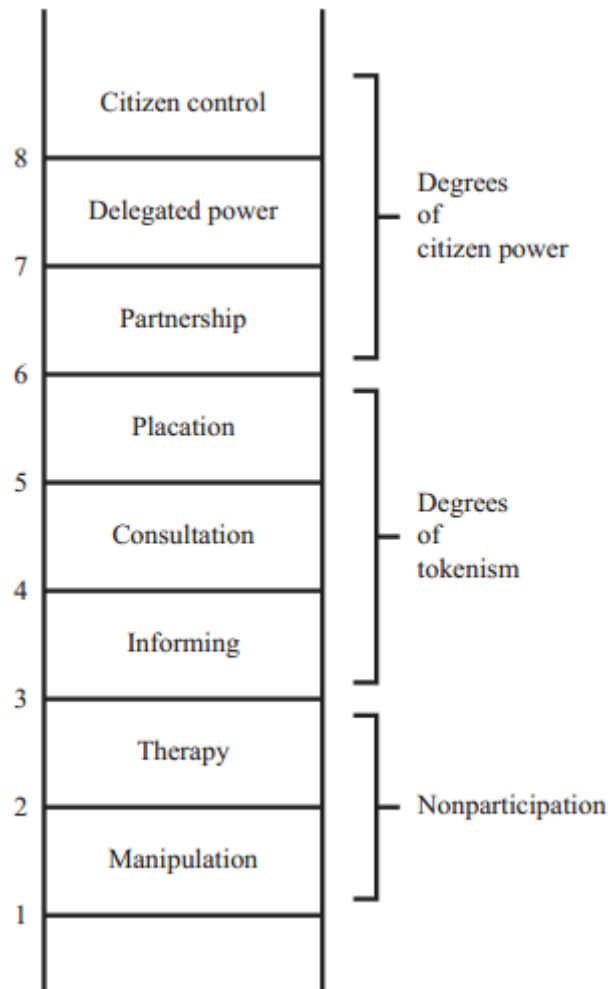 Citizen control
8
Delegated power
7
Partnership
6
Placation
5
Consultation
4
Informing
3
Therapy
2
Manipulation
1
Degrees
of
citizen power
Degrees
of
tokenism
Nonparticipation